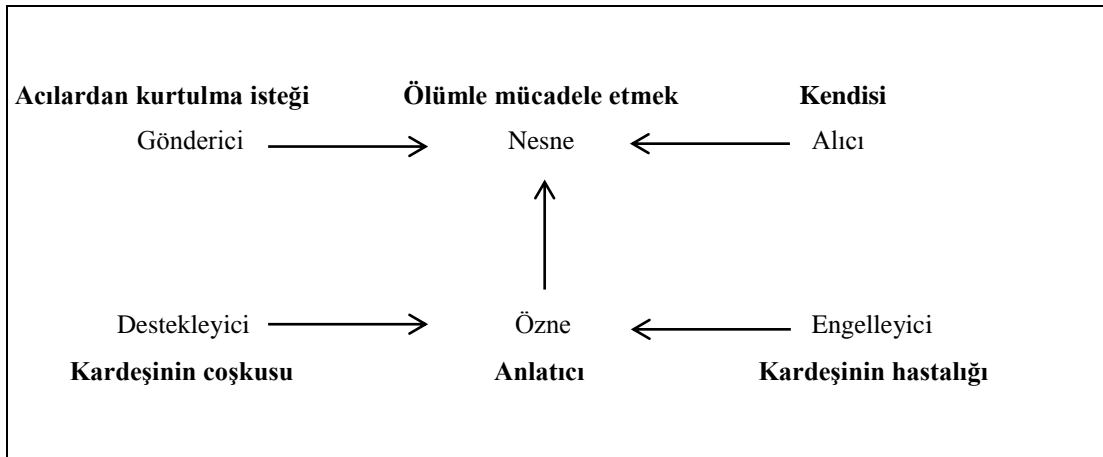 Acılardan kurtulma isteği Ölümle mücadele etmek Kendisi
Gönderici Nesne Alıcı
Destekleyici Özne Engelleyici
Kardeşinin coşkusu Anlatıcı Kardeşinin hastalığı